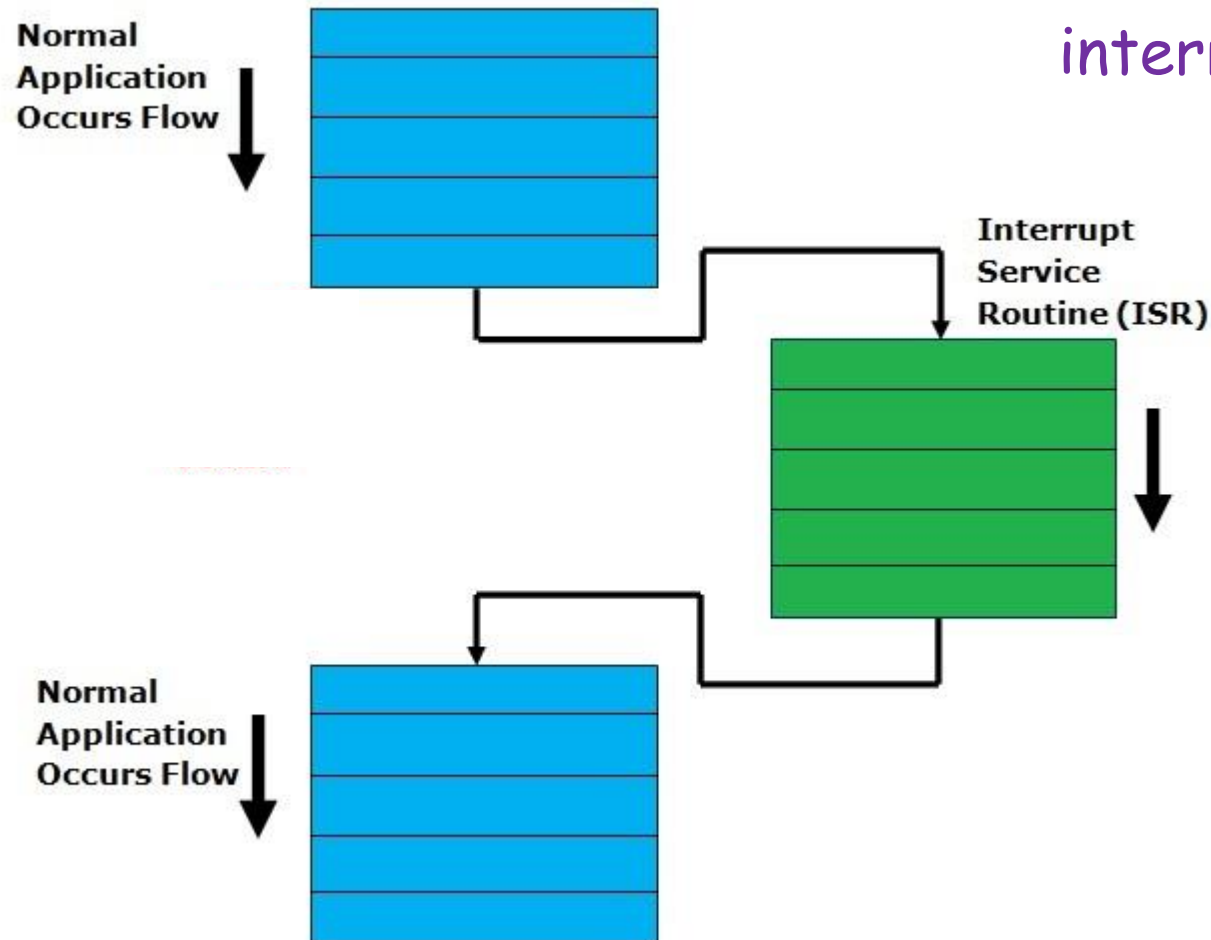 Normal
Application
Occurs Flow
Interrupt
Service
Routine (ISR)
Normal
Application
Occurs Flow